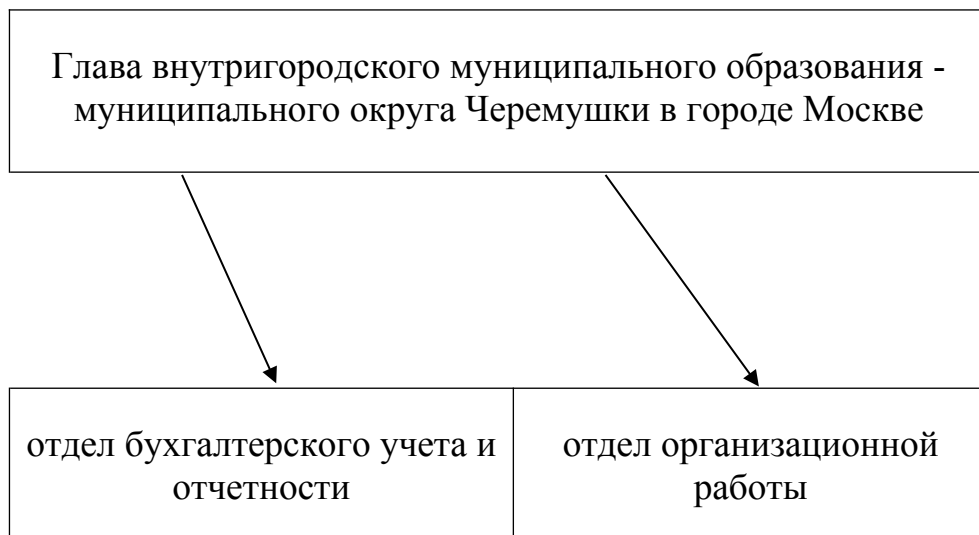 Глава внутригородского муниципального образования -
муниципального округа Черемушки в городе Москве
отдел бухгалтерского учета и
отчетности
отдел организационной
работы